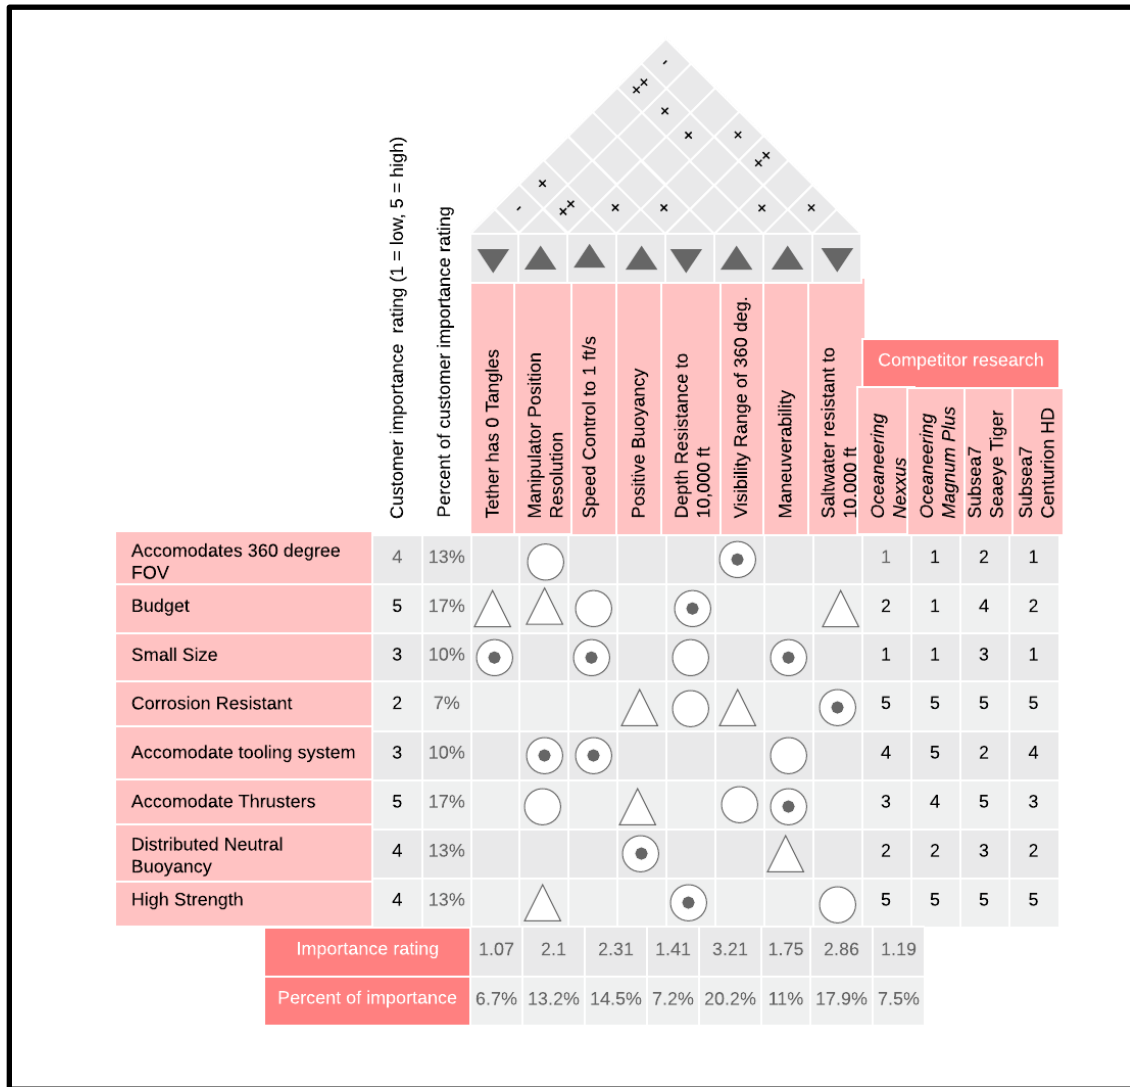 Customer importance rating (1 = low, 5 = high)
Percent of customer importance rating
Tether has 0 Tangles
Manipulator Position
Resolution
Speed Control to 1 ft/s
Positive Buoyancy
Depth Resistance to
10,000 ft
Visibility Range of 360 deg.
Maneuverability
Saltwater resistant to
10.000 ft
Competitor research
Oceaneering
Nexxus
Oceaneering
Magnum Plus
Subsea7
Seaeye Tiger
Subsea7
Centurion HD
Accomodates 360 degree
FOV
4 13% 1 1 2 1
Budget 5 17% 2 1 4 2
Small Size 3 10% 1 1 3 1
Corrosion Resistant 2 7% 5 5 5 5
Accomodate tooling system 3 10% 4 5 2 4
Accomodate Thrusters 5 17% 3 4 5 3
Distributed Neutral
Buoyancy
4 13% 2 2 3 2
High Strength 4 13% 5 5 5 5
Importance rating 1.07 2.1 2.31 1.41 3.21 1.75 2.86 1.19
Percent of importance 6.7% 13.2% 14.5% 7.2% 20.2% 11% 17.9% 7.5%